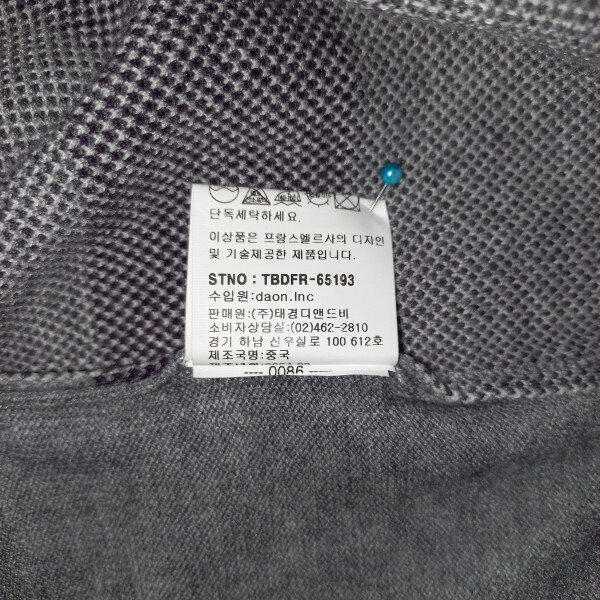 단독세탁하세요.
이상품은 프랑스엘르사의 디자인
및 기술제공한 제품입니다.
STNO : TBDFR-65193
수입원:daon.Inc
판매원:(주)태경디앤드비
소비자상담실:(02)462-2810
경기 하남 신우실로 100 612호
제조국명:중국
---- 0086 -----